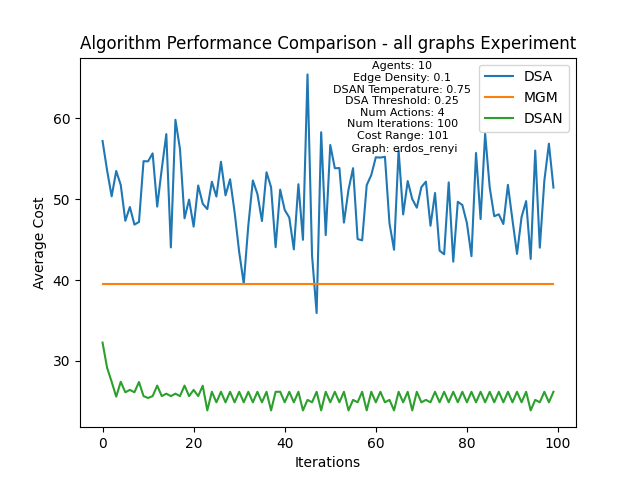 Algorithm Performance Comparison - all graphs Experiment
Agents: 10
Edge Density: 0.1
DSAN Temperature: 0.75
DSA Threshold: 0.25
Num Actions: 4
Num Iterations: 100
Cost Range: 101
Graph: erdos_renyi
DSA
MGM
DSAN
Average Cost
60
50
40
30
0 20 40 60 80 100
Iterations